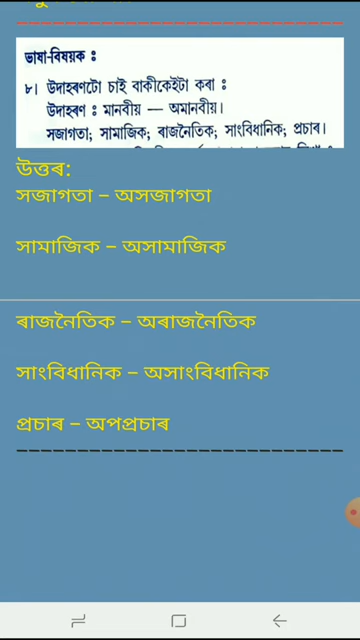 ভাষা-বিষয়ক :
৮। উদাহৰণটো চাই বাকীকেইটা কৰা :
উদাহৰণ : মানবীয় — অমানবীয়।
সজাগতা; সামাজিক; ৰাজনৈতিক; সাংবিধানিক; প্ৰচাৰ।
উত্তৰ:
সজাগতা – অসজাগতা
সামাজিক – অসামাজিক
ৰাজনৈতিক – অৰাজনৈতিক
সাংবিধানিক – অসাংবিধানিক
প্ৰচাৰ – অপপ্ৰচাৰ